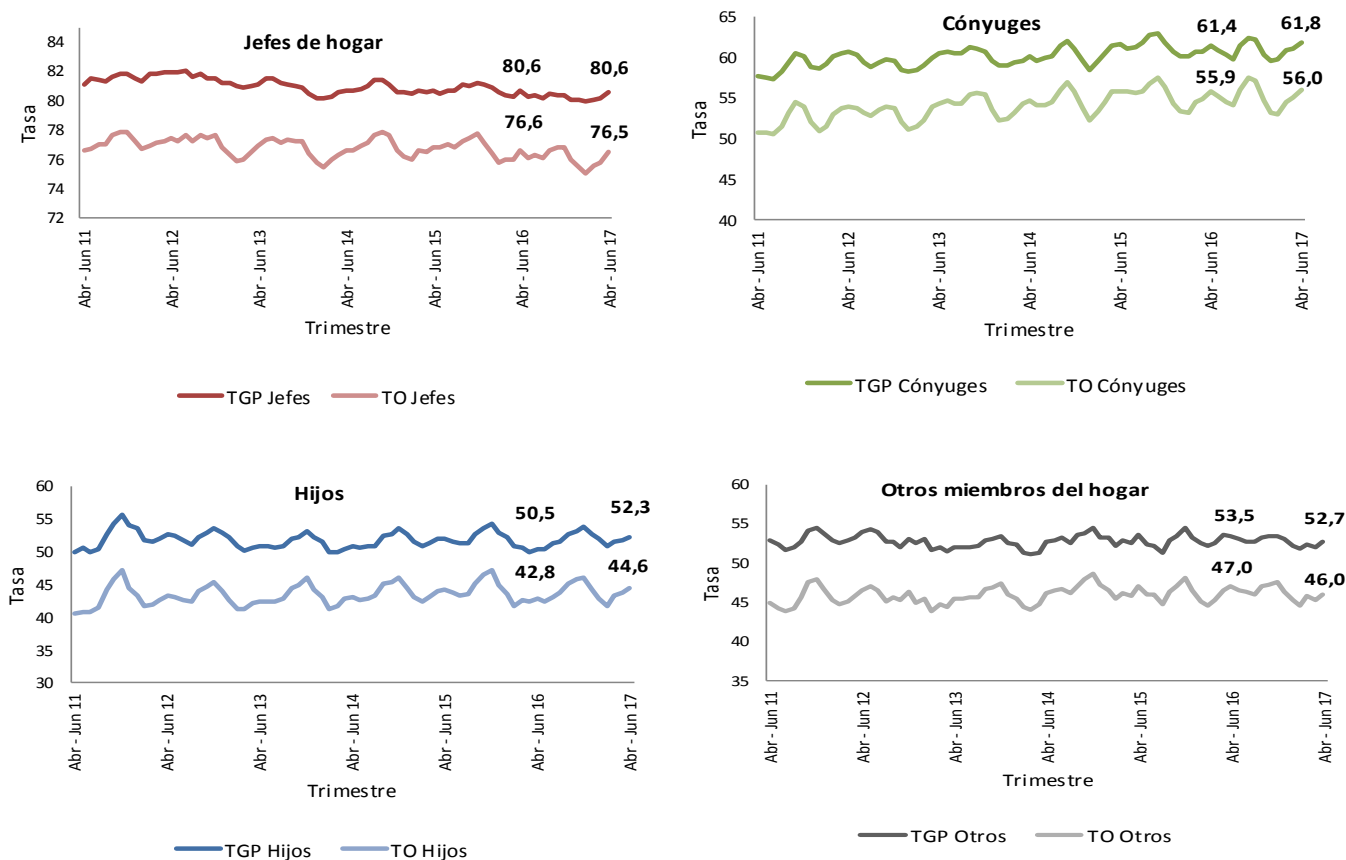 Jefes de hogar
84
82
80
78
76
74
72
Tasa
80,6
80,6
76,6
76,5
Abr - Jun 11
Abr - Jun 12
Abr - Jun 13
Abr - Jun 14
Abr - Jun 15
Abr - Jun 16
Abr - Jun 17
Trimestre
TGP Jefes
TO Jefes
Cónyuges
65
60
55
50
45
40
Tasa
61,4
61,8
55,9
56,0
Abr - Jun 11
Abr - Jun 12
Abr - Jun 13
Abr - Jun 14
Abr - Jun 15
Abr - Jun 16
Abr - Jun 17
Trimestre
TGP Cónyuges
TO Cónyuges
Hijos
60
55
50
45
40
35
30
Tasa
50,5
52,3
42,8
44,6
Abr - Jun 11
Abr - Jun 12
Abr - Jun 13
Abr - Jun 14
Abr - Jun 15
Abr - Jun 16
Abr - Jun 17
Trimestre
TGP Hijos
TO Hijos
Otros miembros del hogar
60
55
50
45
40
35
Tasa
53,5
52,7
47,0
46,0
Abr - Jun 11
Abr - Jun 12
Abr - Jun 13
Abr - Jun 14
Abr - Jun 15
Abr - Jun 16
Abr - Jun 17
Trimestre
TGP Otros
TO Otros